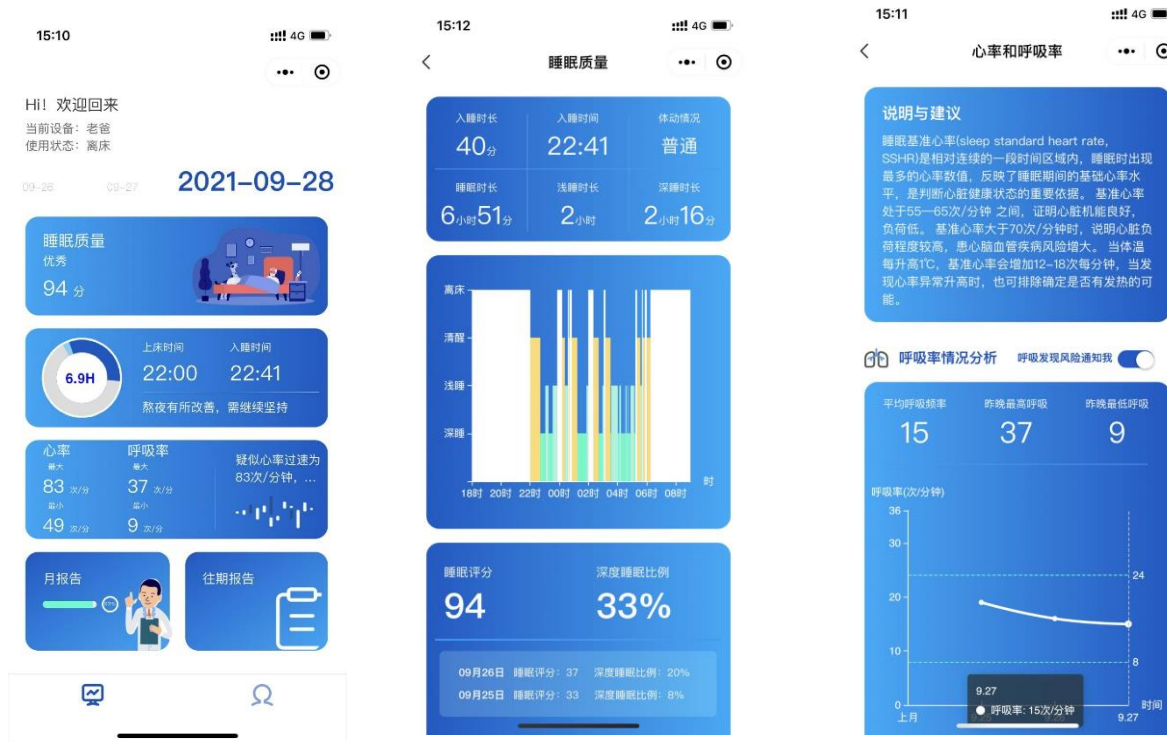 15:10
4G
Hi！欢迎回来
当前设备：老爸
使用状态：离床
09-26 09-27 2021-09-28
睡眠质量
优秀
94 分
6.9H
上床时间 入睡时间
22:00 22:41
熬夜有所改善，需继续坚持
心率 呼吸率
最大 最大
83 次/分 37 次/分
最小 最小
49 次/分 9 次/分
疑似心率过速为
83次/分钟，...
月报告
往期报告
15:12
4G
睡眠质量
入睡时长 入睡时间 体动情况
40分 22:41 普通
睡眠时长 浅睡时长 深睡时长
6小时51分 2小时 2小时16分
离床
清醒
浅睡
深睡
时
18时 20时 22时 00时 02时 04时 06时 08时
睡眠评分 深度睡眠比例
94 33%
09月26日 睡眠评分：37 深度睡眠比例：20%
09月25日 睡眠评分：33 深度睡眠比例：8%
15:11
4G
心率和呼吸率
说明与建议
睡眠基准心率(sleep standard heart rate,
SSHR)是相对连续的一段时间区域内，睡眠时出现
最多的心率数值，反映了睡眠期间的基础心率水
平，是判断心脏健康状态的重要依据。 基准心率
处于55—65次/分钟 之间，证明心脏机能良好，
负荷低。 基准心率大于70次/分钟时，说明心脏负
荷程度较高，患心脑血管疾病风险增大。 当体温
每升高1℃，基准心率会增加12-18次每分钟，当发
现心率异常升高时，也可排除确定是否有发热的可
能。
呼吸率情况分析 呼吸发现风险通知我
平均呼吸频率 昨晚最高呼吸 昨晚最低呼吸
15 37 9
呼吸率(次/分钟)
36
30
24
20
10
8
0
9.27
呼吸率: 15次/分钟
时间
上月 9.27